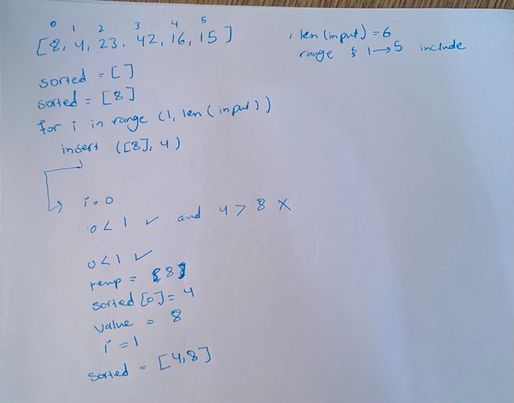 0 1 2 3 4 5
[8, 4, 23, 42, 16, 15]
, len (input) = 6
range 1→5 include
sorted = []
sorted = [8]
for i in range (1, len (input))
insert ([8], 4)
i = 0
0 < 1 ✓ and 4 > 8 X
0 < 1 ✓
temp = 8
sorted [0] = 4
value = 8
i = 1
sorted = [4,8]